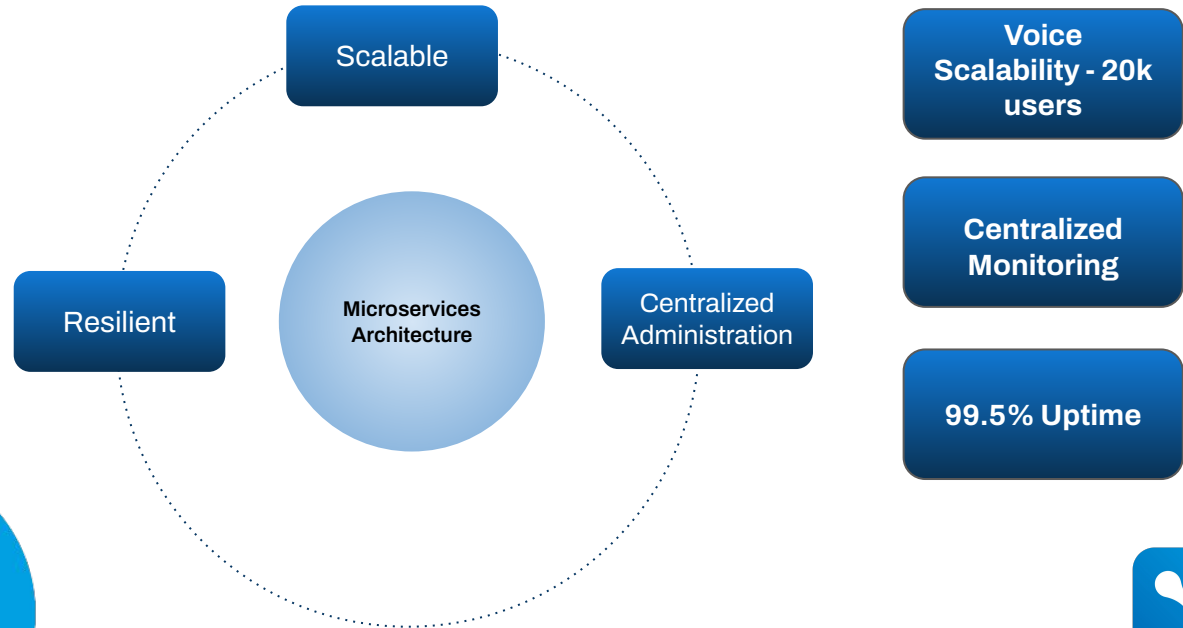 Scalable
Resilient
Microservices
Architecture
Centralized
Administration
Voice
Scalability - 20k
users
Centralized
Monitoring
99.5% Uptime